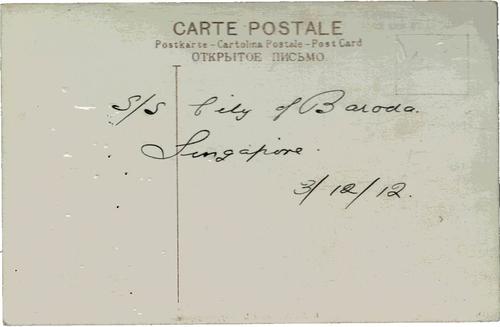 CARTE POSTALE
Postkarte - Cartolina Postale - Post Card
ОТКРЫТОЕ ПИСЬМО
S/S City of Baroda.
Singapore.
3/12/12.